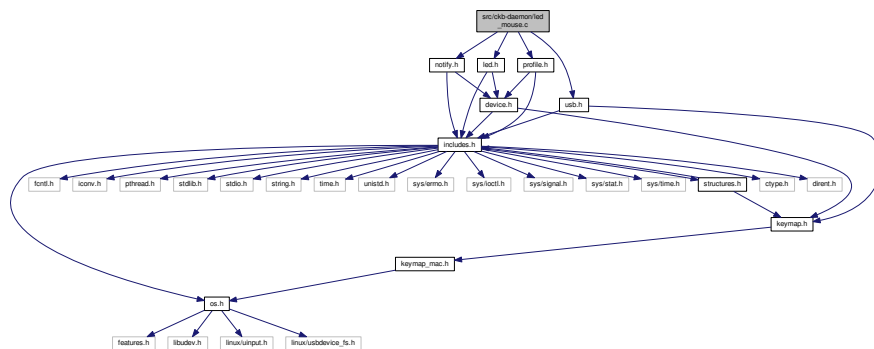 src/ckb-daemon/led
_mouse.c
notify.h
led.h
profile.h
device.h
usb.h
includes.h
fcntl.h
iconv.h
pthread.h
stdlib.h
stdio.h
string.h
time.h
unistd.h
sys/errno.h
sys/ioctl.h
sys/signal.h
sys/stat.h
sys/time.h
structures.h
ctype.h
dirent.h
keymap.h
keymap_mac.h
os.h
features.h
libudev.h
linux/uinput.h
linux/usbdevice_fs.h